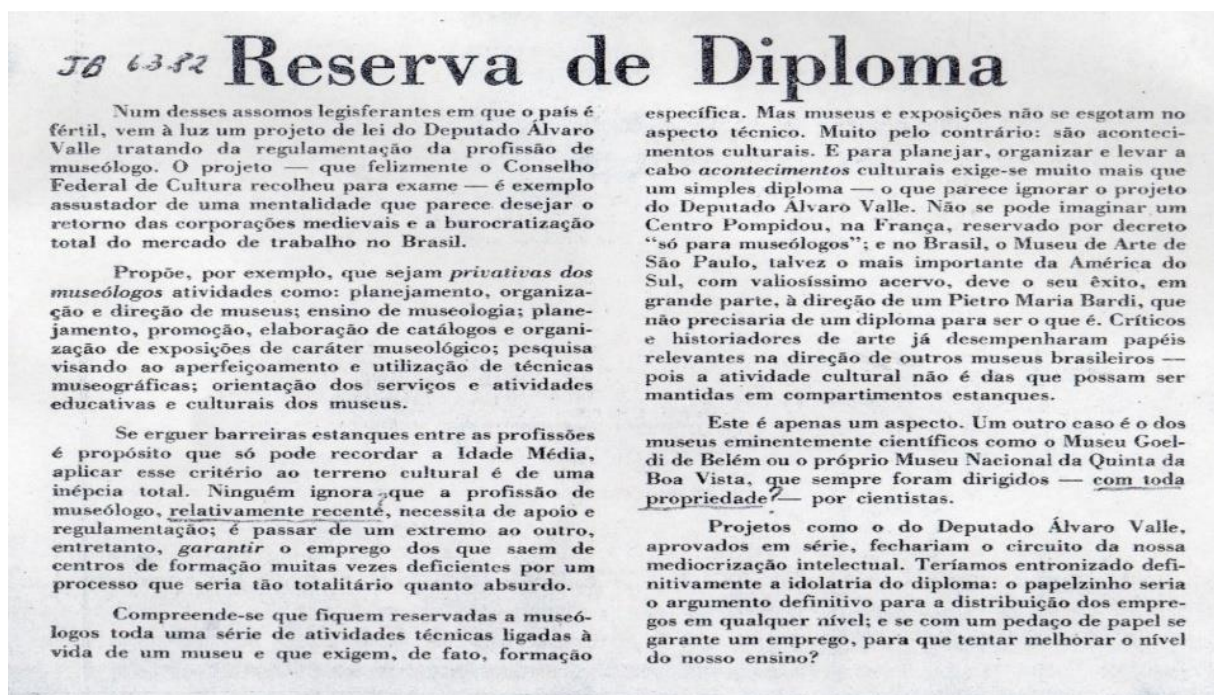 JB 6.3.82 Reserva de Diploma
Num desses assomos legisferantes em que o país é
fértil, vem à luz um projeto de lei do Deputado Álvaro
Valle tratando da regulamentação da profissão de
museólogo. O projeto — que felizmente o Conselho
Federal de Cultura recolheu para exame — é exemplo
assustador de uma mentalidade que parece desejar o
retorno das corporações medievais e a burocratização
total do mercado de trabalho no Brasil.
Propõe, por exemplo, que sejam privativas dos
museólogos atividades como: planejamento, organiza-
ção e direção de museus; ensino de museologia; plane-
jamento, promoção, elaboração de catálogos e organi-
zação de exposições de caráter museológico; pesquisa
visando ao aperfeiçoamento e utilização de técnicas
museográficas; orientação dos serviços e atividades
educativas e culturais dos museus.
Se erguer barreiras estanques entre as profissões
é propósito que só pode recordar a Idade Média,
aplicar esse critério ao terreno cultural é de uma
inépcia total. Ninguém ignora que a profissão de
museólogo, relativamente recente, necessita de apoio e
regulamentação; é passar de um extremo ao outro,
entretanto, garantir o emprego dos que saem de
centros de formação muitas vezes deficientes por um
processo que seria tão totalitário quanto absurdo.
Compreende-se que fiquem reservadas a museó-
logos toda uma série de atividades técnicas ligadas à
vida de um museu e que exigem, de fato, formação
específica. Mas museus e exposições não se esgotam no
aspecto técnico. Muito pelo contrário: são aconteci-
mentos culturais. E para planejar, organizar e levar a
cabo acontecimentos culturais exige-se muito mais que
um simples diploma — o que parece ignorar o projeto
do Deputado Álvaro Valle. Não se pode imaginar um
Centro Pompidou, na França, reservado por decreto
“só para museólogos”; e no Brasil, o Museu de Arte de
São Paulo, talvez o mais importante da América do
Sul, com valiosíssimo acervo, deve o seu êxito, em
grande parte, à direção de um Pietro Maria Bardi, que
não precisaria de um diploma para ser o que é. Críticos
e historiadores de arte já desempenharam papéis
relevantes na direção de outros museus brasileiros —
pois a atividade cultural não é das que possam ser
mantidas em compartimentos estanques.
Este é apenas um aspecto. Um outro caso é o dos
museus eminentemente científicos como o Museu Goel-
di de Belém ou o próprio Museu Nacional da Quinta da
Boa Vista, que sempre foram dirigidos — com toda
propriedade? — por cientistas.
Projetos como o do Deputado Álvaro Valle,
aprovados em série, fechariam o circuito da nossa
mediocrização intelectual. Teríamos entronizado defi-
nitivamente a idolatria do diploma: o papelzinho seria
o argumento definitivo para a distribuição dos empre-
gos em qualquer nível; e se com um pedaço de papel se
garante um emprego, para que tentar melhorar o nível
do nosso ensino?